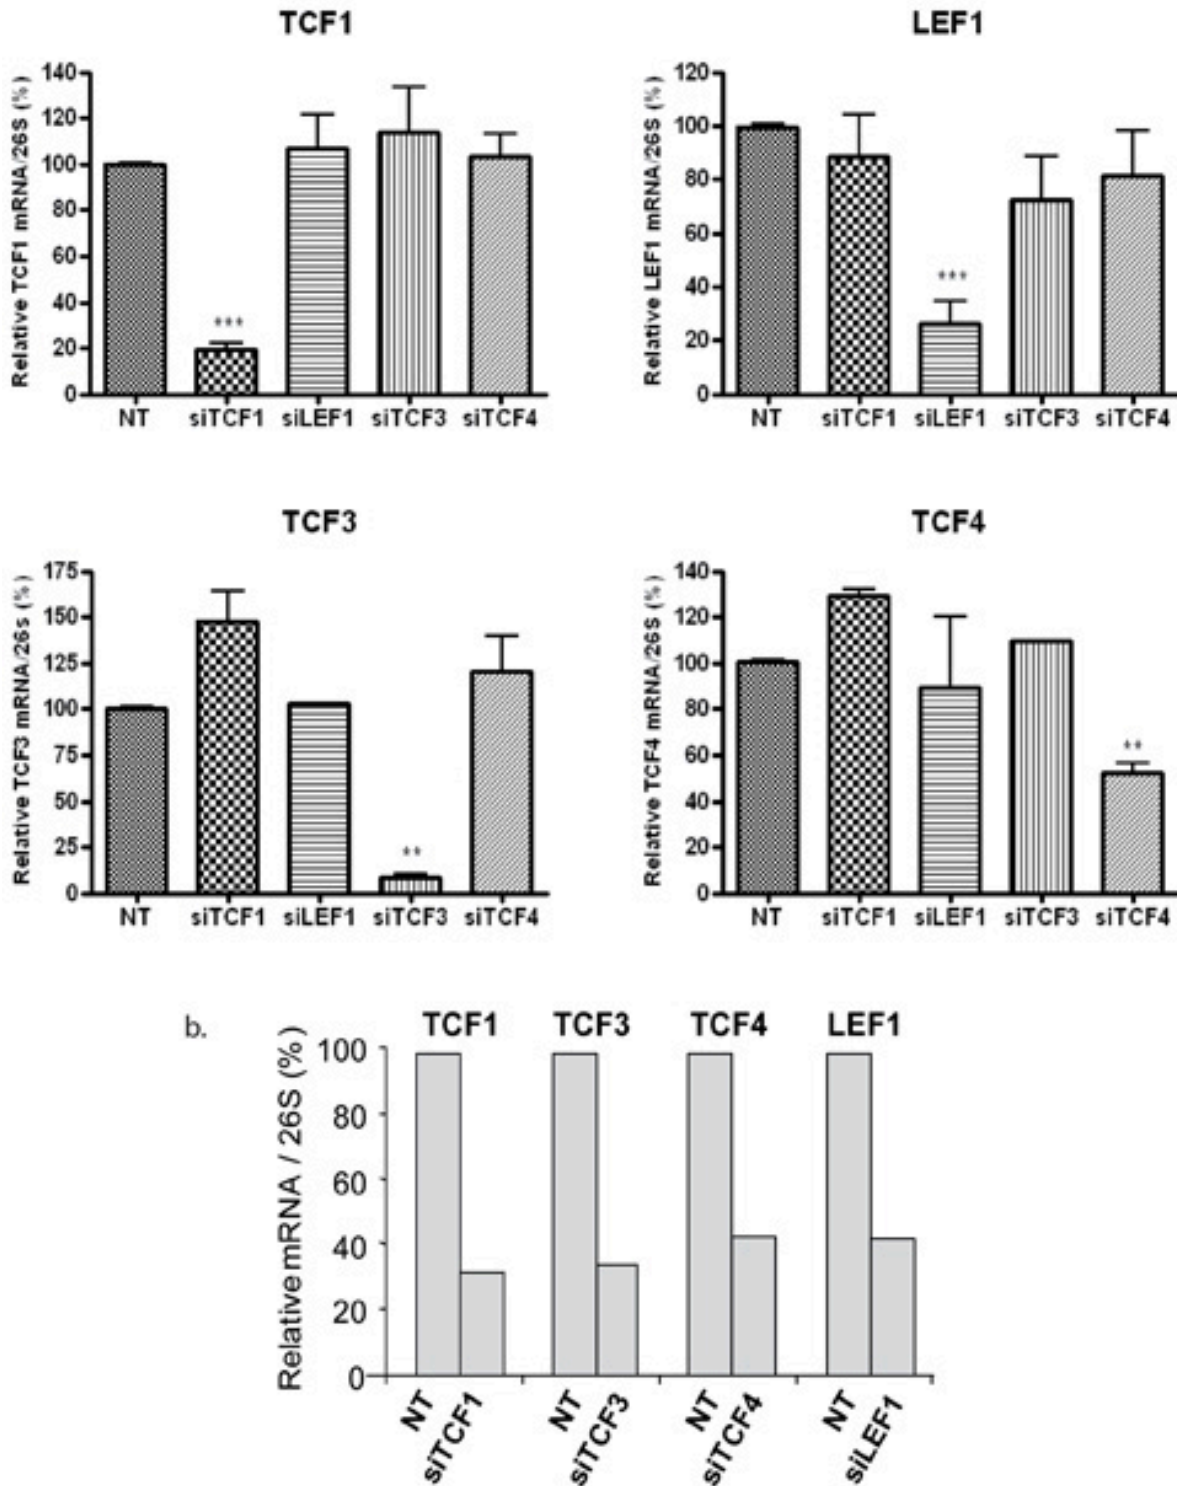 TCF1
Relative TCF1 mRNA/26S (%)
140
120
100
80
60
40
20
0
***
NT siTCF1 siLEF1 siTCF3 siTCF4
LEF1
Relative LEF1 mRNA/26S (%)
120
100
80
60
40
20
0
***
NT siTCF1 siLEF1 siTCF3 siTCF4
TCF3
Relative TCF3 mRNA/26s (%)
175
150
125
100
75
50
25
0
**
NT siTCF1 siLEF1 siTCF3 siTCF4
TCF4
Relative TCF4 mRNA/26S (%)
140
120
100
80
60
40
20
0
**
NT siTCF1 siLEF1 siTCF3 siTCF4
b.
TCF1 TCF3 TCF4 LEF1
Relative mRNA / 26S (%)
100
80
60
40
20
0
NT siTCF1 NT siTCF3 NT siTCF4 NT siLEF1